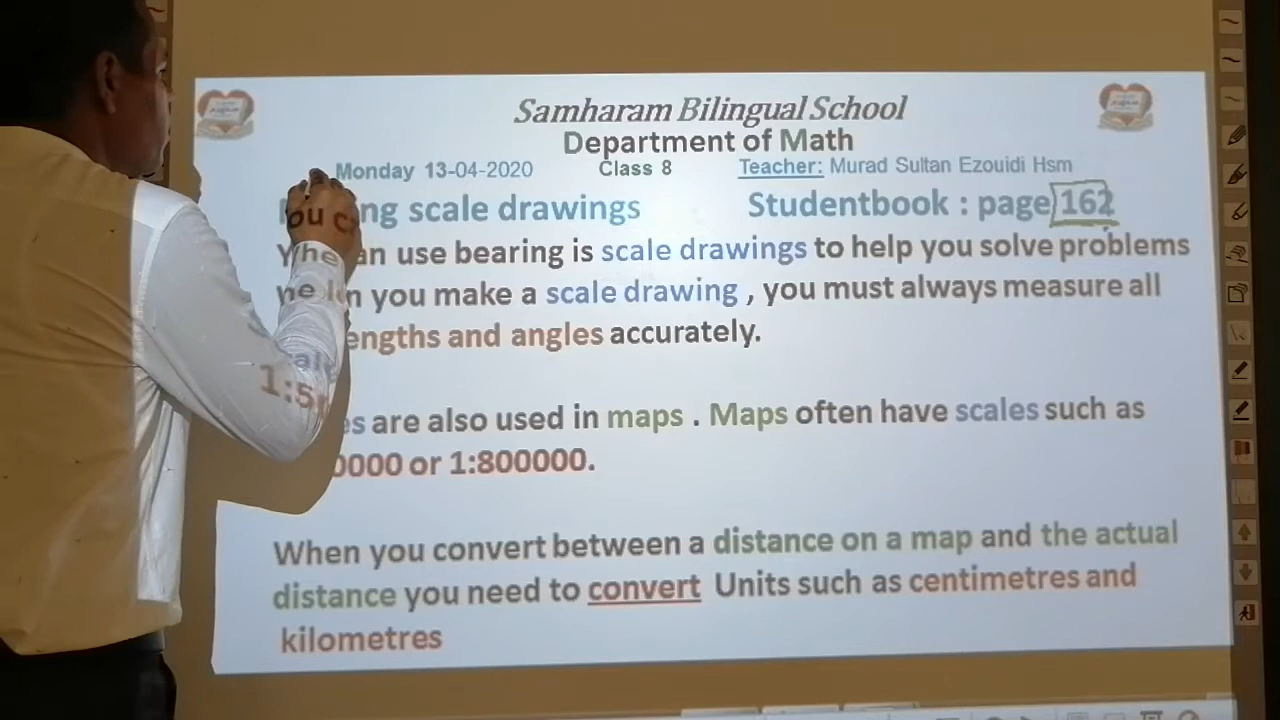 Samharam Bilingual School
Department of Math
Monday 13-04-2020 Class 8 Teacher: Murad Sultan Ezouidi Hsm
scale drawings Studentbook : page 162
You can use bearing is scale drawings to help you solve problems
When you make a scale drawing , you must always measure all
lengths and angles accurately.
are also used in maps . Maps often have scales such as
or 1:800000.
When you convert between a distance on a map and the actual
distance you need to convert Units such as centimetres and
kilometres